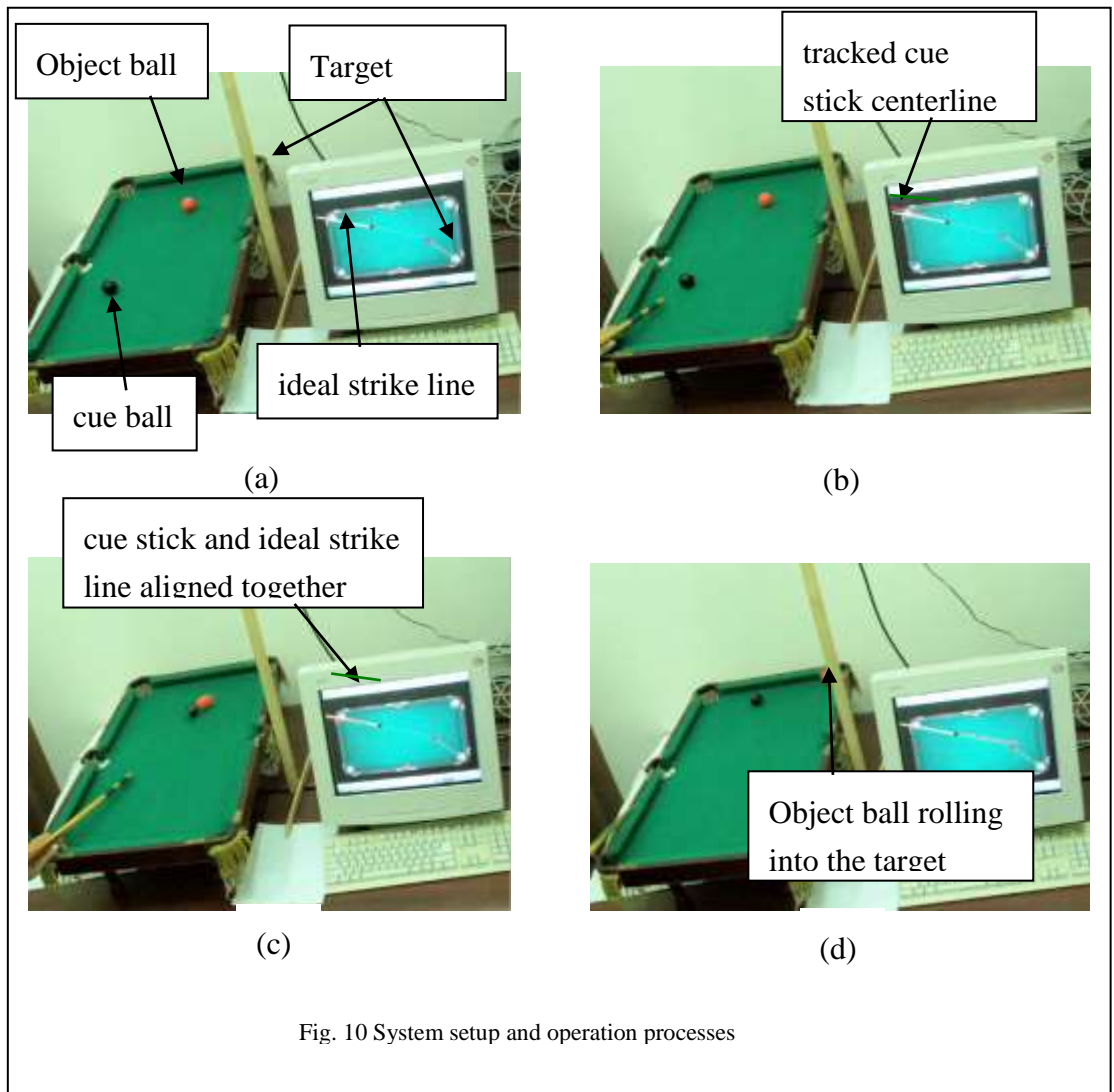 Object ball
Target
tracked cue
stick centerline
ideal strike line
cue ball
(a)
(b)
cue stick and ideal strike
line aligned together
Object ball rolling
into the target
(c)
(d)
Fig. 10 System setup and operation processes